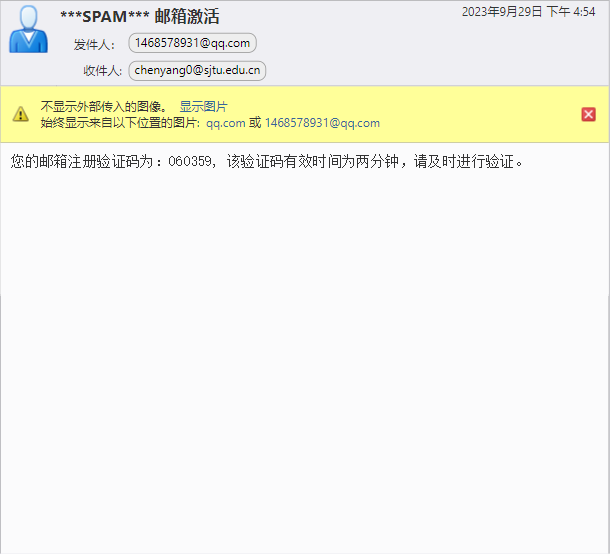 ***SPAM*** 邮箱激活
2023年9月29日 下午 4:54
发件人: 1468578931@qq.com
收件人: chenyang0@sjtu.edu.cn
不显示外部传入的图像。 显示图片
始终显示来自以下位置的图片: qq.com 或 1468578931@qq.com
您的邮箱注册验证码为：060359, 该验证码有效时间为两分钟，请及时进行验证。